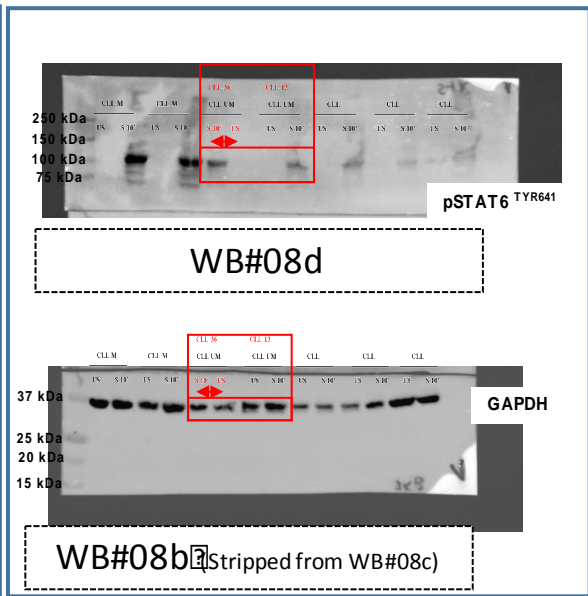 CLL 36 CLL 13
CLL M CLL M CLL UM CLL UM CLL CLL CLL
US S 10' US S 10' S 10' US US S 10' US S 10' US S 10' US S 10'
250 kDa
150 kDa
100 kDa
75 kDa
pSTAT6 TYR641
WB#08d
CLL 36 CLL 13
CLL M CLL M CLL UM CLL UM CLL CLL CLL
US S 10' US S 10' S 10' US US S 10' US S 10' US S 10' US S 10'
37 kDa
GAPDH
25 kDa
20 kDa
15 kDa
WB#08b (Stripped from WB#08c)